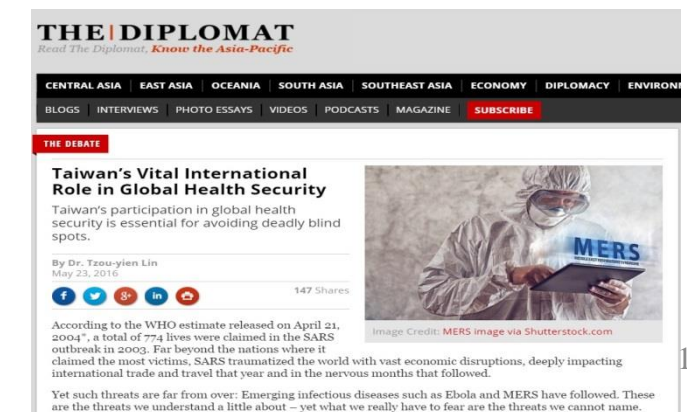 THE|DIPLOMAT
Read The Diplomat, Know the Asia-Pacific
CENTRAL ASIA EAST ASIA OCEANIA SOUTH ASIA SOUTHEAST ASIA ECONOMY DIPLOMACY ENVIRONM
BLOGS INTERVIEWS PHOTO ESSAYS VIDEOS PODCASTS MAGAZINE SUBSCRIBE
THE DEBATE
Taiwan's Vital International
Role in Global Health Security
Taiwan's participation in global health
security is essential for avoiding deadly blind
spots.
By Dr. Tzou-yien Lin
May 23, 2016
147 Shares
MERS
Image Credit: MERS image via Shutterstock.com
According to the WHO estimate released on April 21,
2004", a total of 774 lives were claimed in the SARS
outbreak in 2003. Far beyond the nations where it
claimed the most victims, SARS traumatized the world with vast economic disruptions, deeply impacting
international trade and travel that year and in the nervous months that followed.
Yet such threats are far from over: Emerging infectious diseases such as Ebola and MERS have followed. These
are the threats we understand a little about – yet what we really have to fear are the threats we cannot name.
1